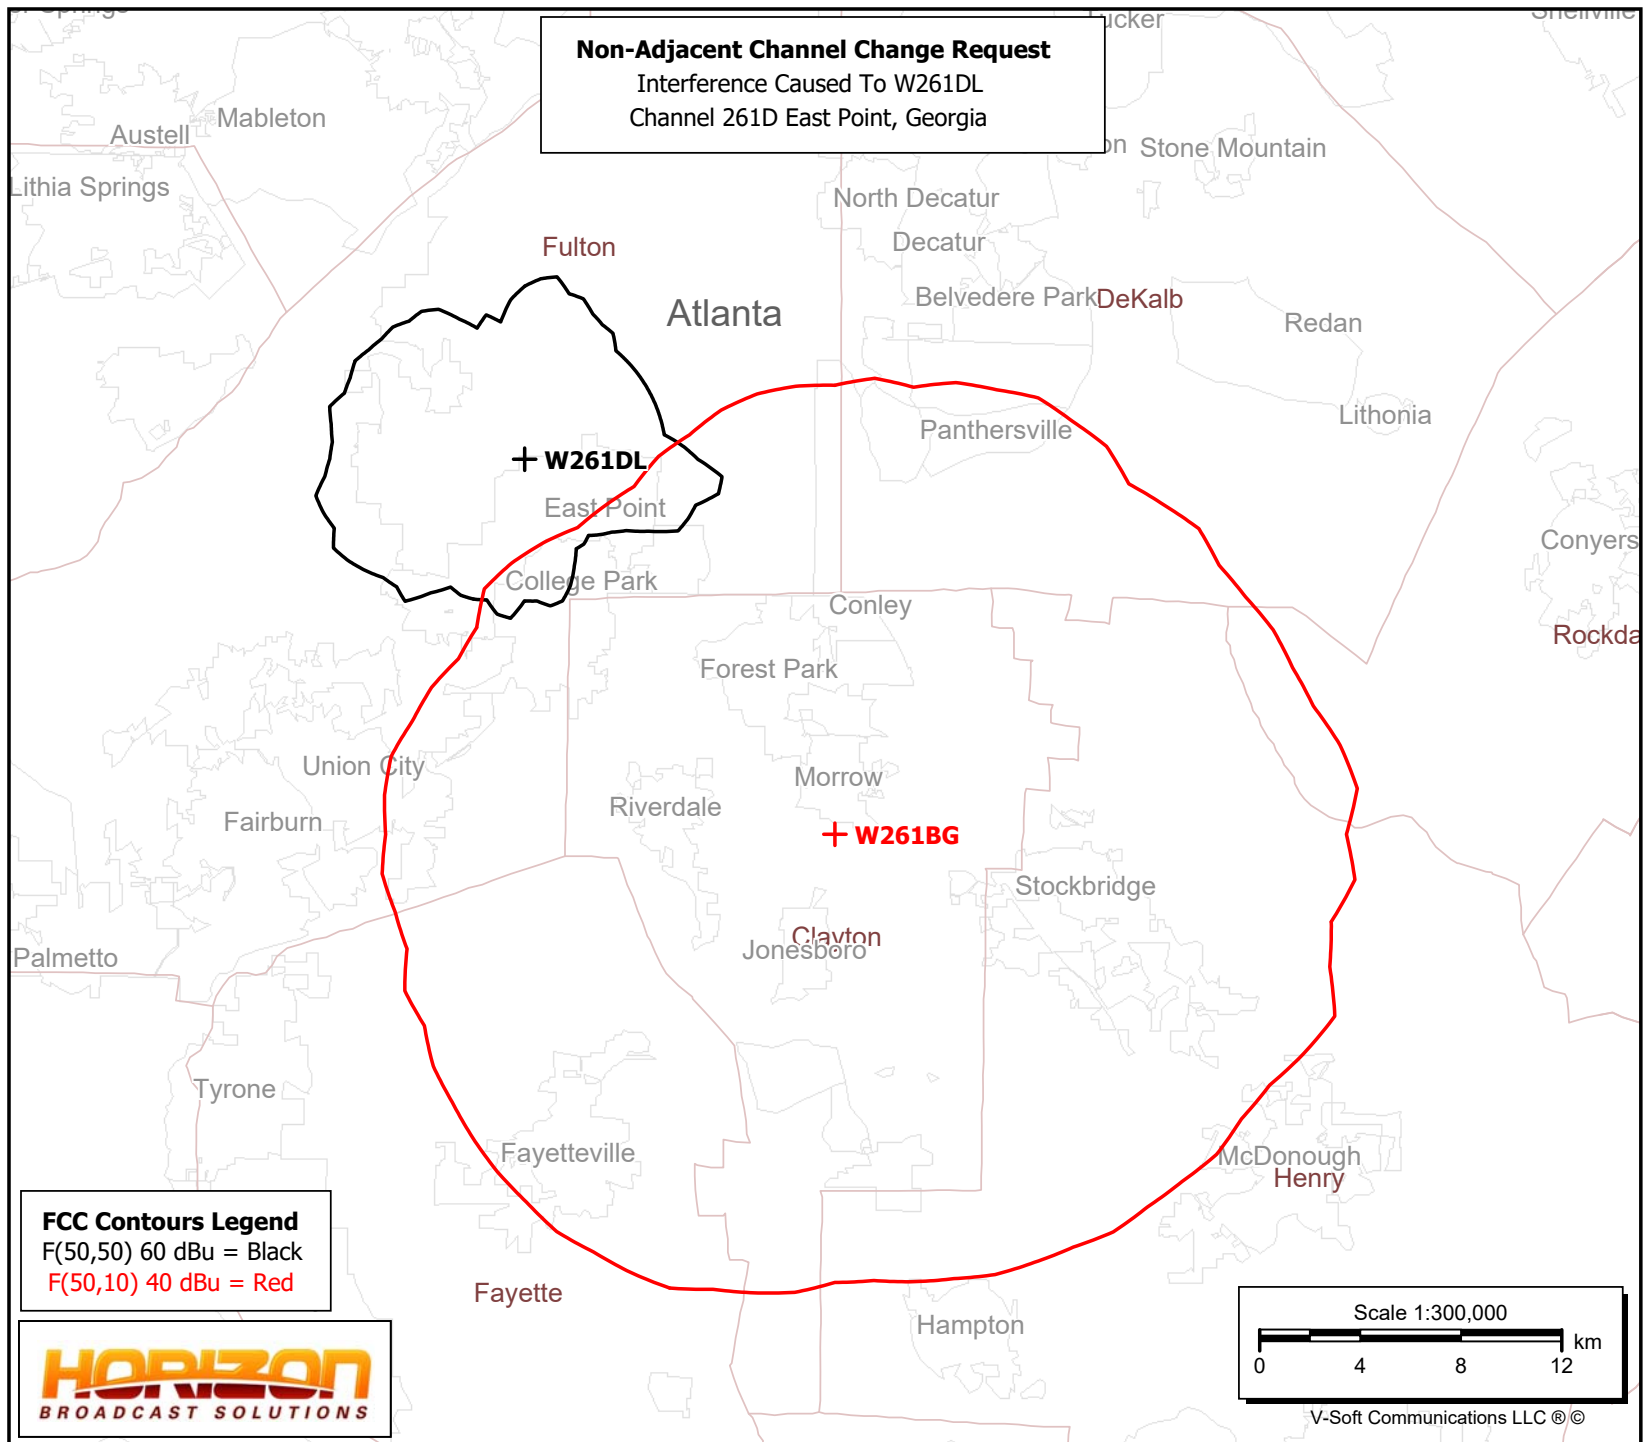 Non-Adjacent Channel Change Request
Interference Caused To W261DL
Channel 261D East Point, Georgia
Tucker
Mableton
Austell
Stone Mountain
Lithia Springs
North Decatur
Decatur
Fulton
Belvedere Park
DeKalb
Atlanta
Redan
Lithonia
Panthersville
W261DL
East Point
Conyers
College Park
Conley
Rockda
Forest Park
Union City
Morrow
Riverdale
Fairburn
W261BG
Stockbridge
Clayton
Jonesboro
Palmetto
Tyrone
Fayetteville
McDonough
Henry
FCC Contours Legend
F(50,50) 60 dBu = Black
F(50,10) 40 dBu = Red
Fayette
Hampton
Scale 1:300,000
km
0 4 8 12
HORIZON
BROADCAST SOLUTIONS
V-Soft Communications LLC ® ©